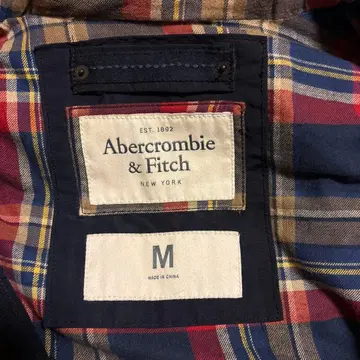 EST. 1892
Abercrombie
& Fitch
NEW YORK
M
MADE IN CHINA